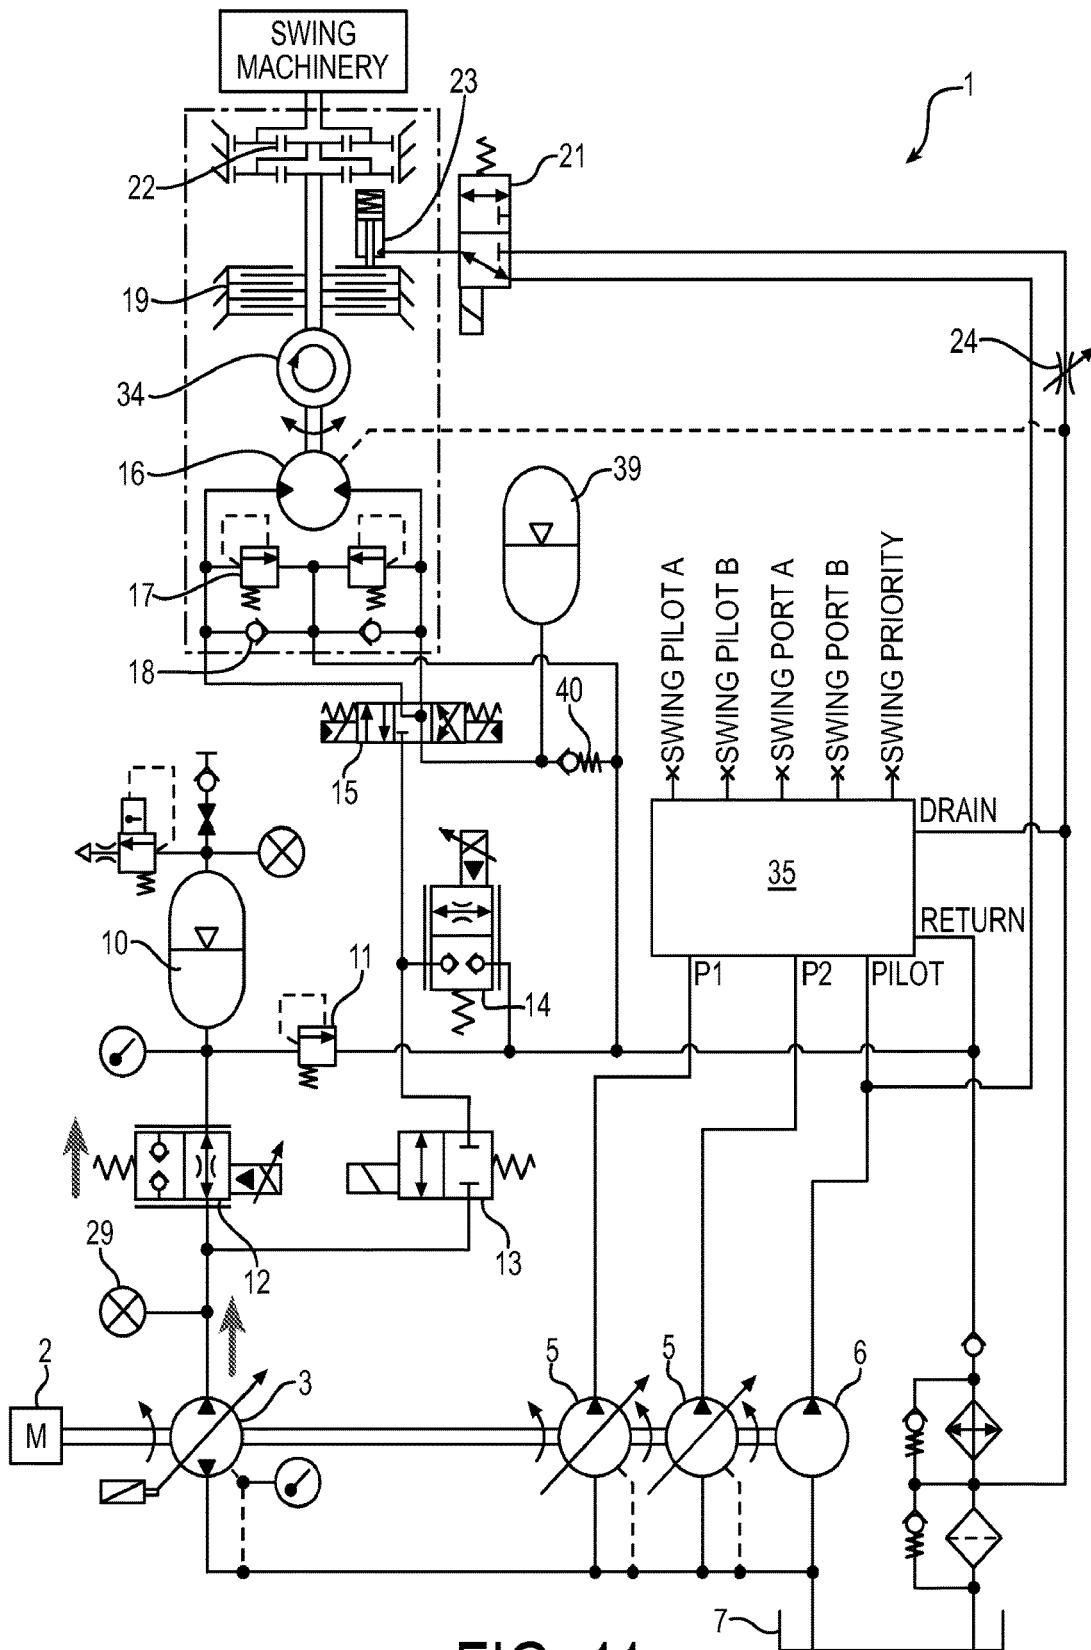 SWING
MACHINERY
23
1
21
22
19
24
34
16
39
17
SWING PILOT A
SWING PILOT B
SWING PORT A
SWING PORT B
SWING PRIORITY
18
40
15
DRAIN
35
RETURN
10
11
P1
P2
PILOT
14
29
12
13
2
3
5
5
6
M
7